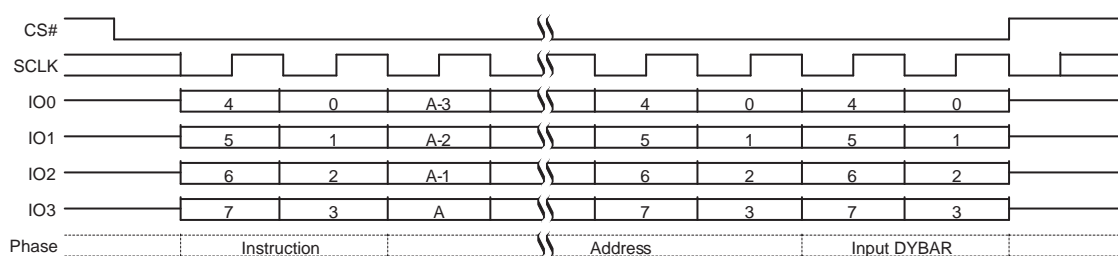 CS#
SCLK
IO0 4 0 A-3 4 0 4 0
IO1 5 1 A-2 5 1 5 1
IO2 6 2 A-1 6 2 6 2
IO3 7 3 A 7 3 7 3
Phase Instruction Address Input DYBAR